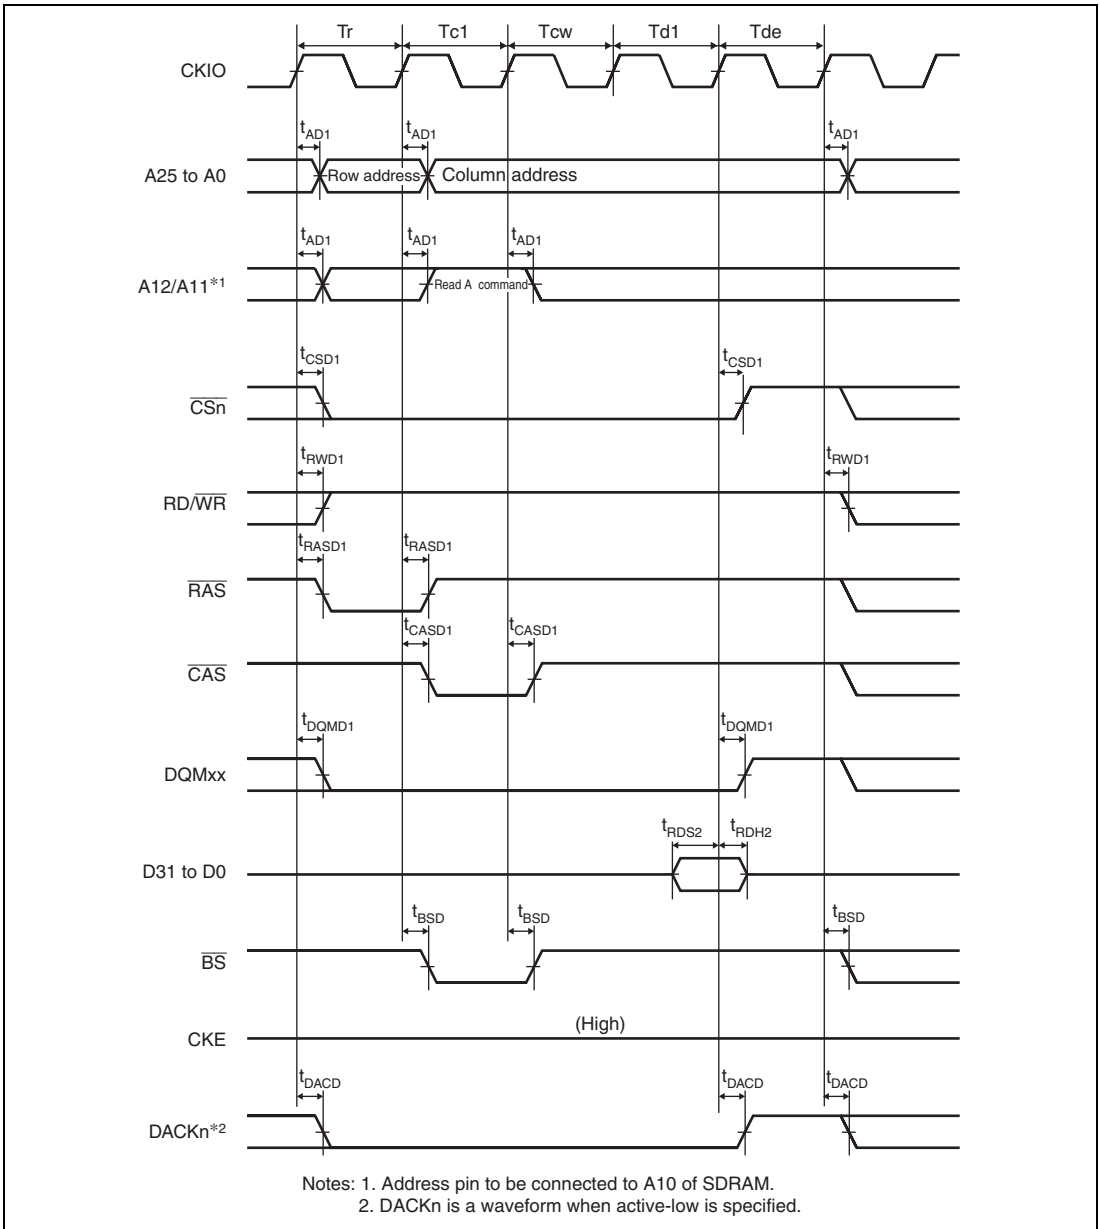 Tr Tc1 Tcw Td1 Tde
CKIO
tAD1 tAD1 tAD1
A25 to A0 Row address Column address
tAD1 tAD1 tAD1
A12/A11*1 Read A command
tCSD1 tCSD1
CSn
tRWD1 tRWD1
RD/WR
tRASD1 tRASD1
RAS
tCASD1 tCASD1
CAS
tDQMD1 tDQMD1
DQMxx
tRDS2 tRDH2
D31 to D0
tBSD tBSD tBSD
BS
(High)
CKE
tDACD tDACD tDACD
DACKn*2
Notes: 1. Address pin to be connected to A10 of SDRAM.
2. DACKn is a waveform when active-low is specified.